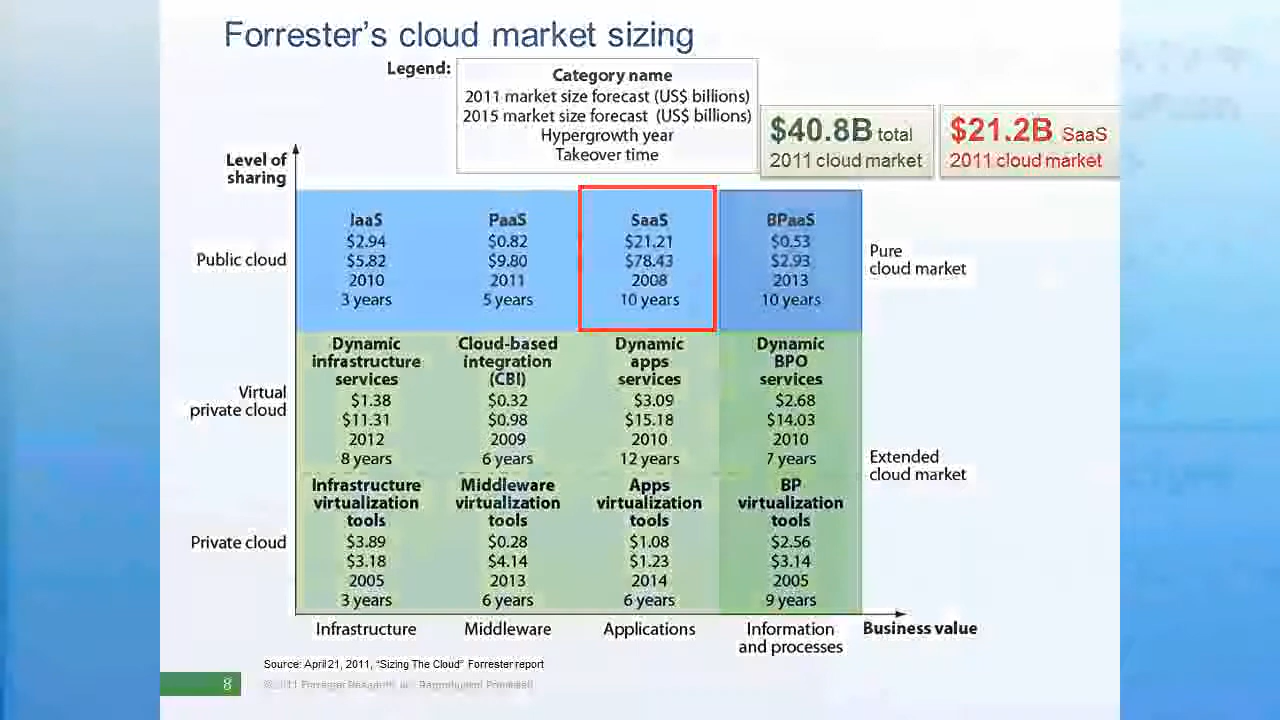 Forrester's cloud market sizing
Legend:
Category name
2011 market size forecast (US$ billions)
2015 market size forecast (US$ billions)
Hypergrowth year
Takeover time
$40.8B total
2011 cloud market
$21.2B SaaS
2011 cloud market
Level of
sharing
Public cloud
IaaS
$2.94
$5.82
2010
3 years
PaaS
$0.82
$9.80
2011
5 years
SaaS
$21.21
$78.43
2008
10 years
BPaaS
$0.53
$2.93
2013
10 years
Pure
cloud market
Virtual
private cloud
Dynamic
infrastructure
services
$1.38
$11.31
2012
8 years
Cloud-based
integration
(CBI)
$0.32
$0.98
2009
6 years
Dynamic
apps
services
$3.09
$15.18
2010
12 years
Dynamic
BPO
services
$2.68
$14.03
2010
7 years
Extended
cloud market
Private cloud
Infrastructure
virtualization
tools
$3.89
$3.18
2005
3 years
Middleware
virtualization
tools
$0.28
$4.14
2013
6 years
Apps
virtualization
tools
$1.08
$1.23
2014
6 years
BP
virtualization
tools
$2.56
$3.14
2005
9 years
Infrastructure
Middleware
Applications
Information
and processes
Business value
Source: April 21, 2011, "Sizing The Cloud" Forrester report
8
© 2011 Forrester Research, Inc. Reproduction Prohibited